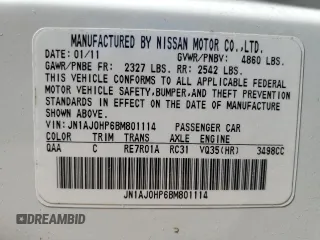 MANUFACTURED BY NISSAN MOTOR CO.,LTD.
DATE: 01/11 GVWR/PNBV: 4860 LBS.
GAWR/PNBE FR: 2327 LBS. RR: 2542 LBS.
THIS VEHICLE CONFORMS TO ALL APPLICABLE FEDERAL
MOTOR VEHICLE SAFETY,BUMPER,AND THEFT PREVENTION
STANDARDS IN EFFECT ON THE DATE OF MANUFACTURE
SHOWN ABOVE.
VIN:JN1AJ0HP6BM801114 PASSENGER CAR
COLOR TRIM TRANS AXLE ENGINE
QAA C RE7R01A RC31 VQ35(HR) 3498CC
JN1AJ0HP6BM801114
DREAMBID